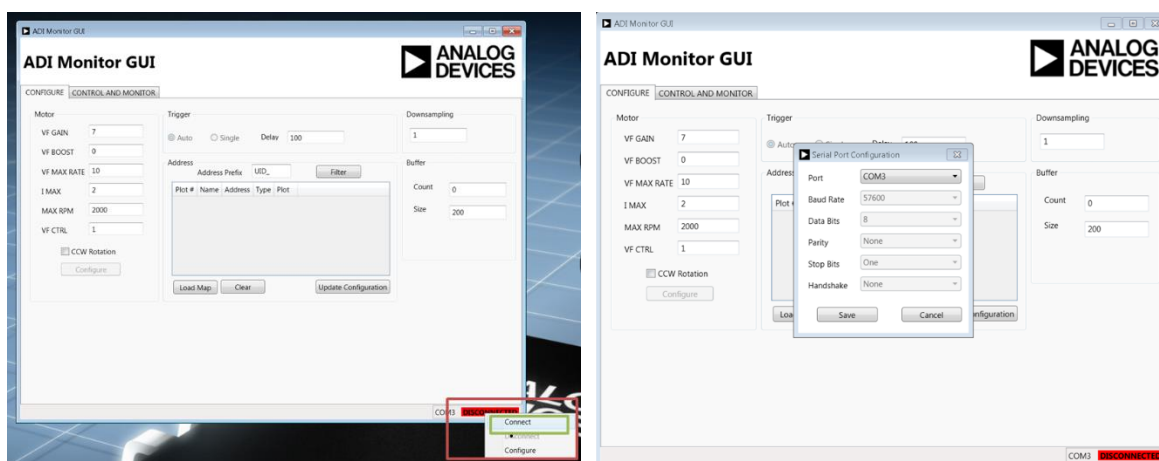 ADI Monitor GUI
ADI Monitor GUI
ANALOG
DEVICES
CONFIGURE CONTROL AND MONITOR
Motor
VF GAIN 7
VF BOOST 0
VF MAX RATE 10
I MAX 2
MAX RPM 2000
VF CTRL 1
CCW Rotation
Configure
Trigger
Auto Single Delay 100
Address
Address Prefix UID_ Filter
Plot # Name Address Type Plot
Load Map Clear Update Configuration
Downsampling
1
Buffer
Count 0
Size 200
COM3 DISCONNECTED
Connect
Disconnect
Configure
ADI Monitor GUI
ADI Monitor GUI
ANALOG
DEVICES
CONFIGURE CONTROL AND MONITOR
Motor
VF GAIN 7
VF BOOST 0
VF MAX RATE 10
I MAX 2
MAX RPM 2000
VF CTRL 1
CCW Rotation
Configure
Trigger
Auto
Address
Plot
Loa
nfiguration
Serial Port Configuration
Port COM3
Baud Rate 57600
Data Bits 8
Parity None
Stop Bits One
Handshake None
Save Cancel
Downsampling
1
Buffer
Count 0
Size 200
COM3 DISCONNECTED